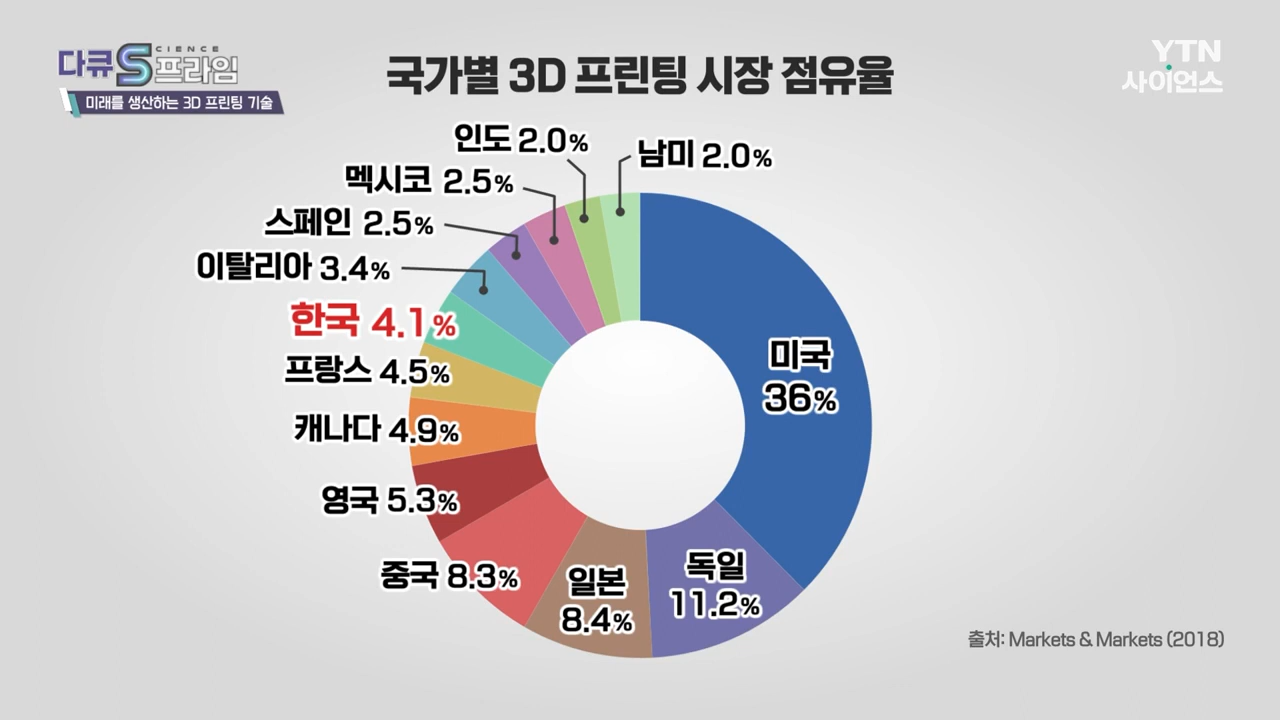 다큐S프라임
CIENCE
미래를 생산하는 3D 프린팅 기술
국가별 3D 프린팅 시장 점유율
YTN
사이언스
인도 2.0%
남미 2.0%
멕시코 2.5%
스페인 2.5%
이탈리아 3.4%
한국 4.1%
프랑스 4.5%
캐나다 4.9%
영국 5.3%
중국 8.3%
일본
8.4%
독일
11.2%
미국
36%
출처: Markets & Markets (2018)